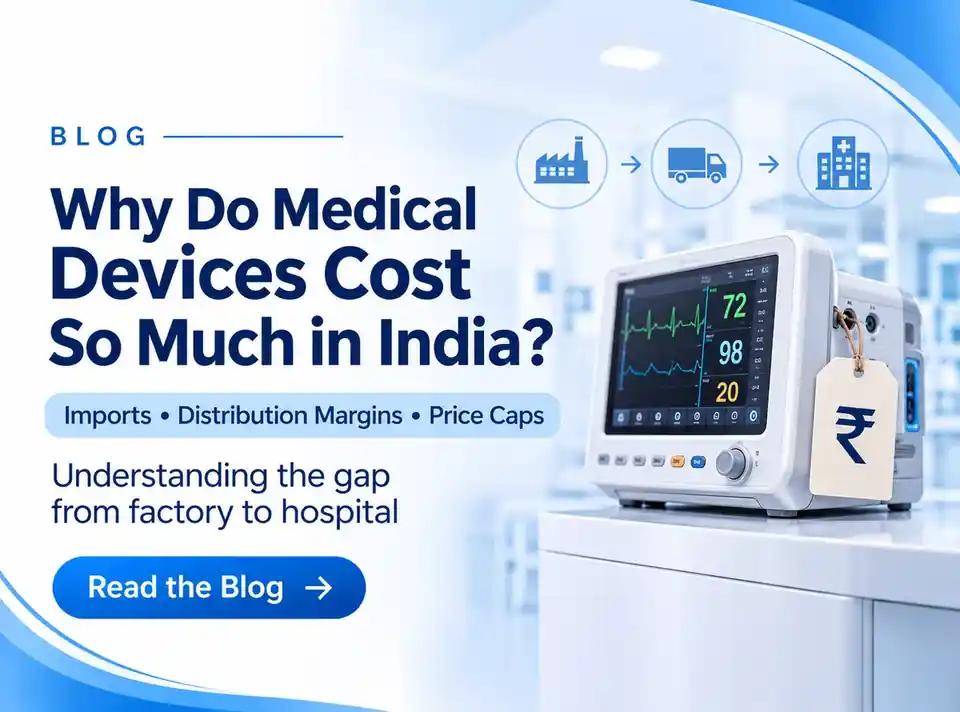 BLOG
Why Do Medical
Devices Cost
So Much in India?
Imports • Distribution Margins • Price Caps
Understanding the gap
from factory to hospital
Read the Blog →
72
98
20
₹